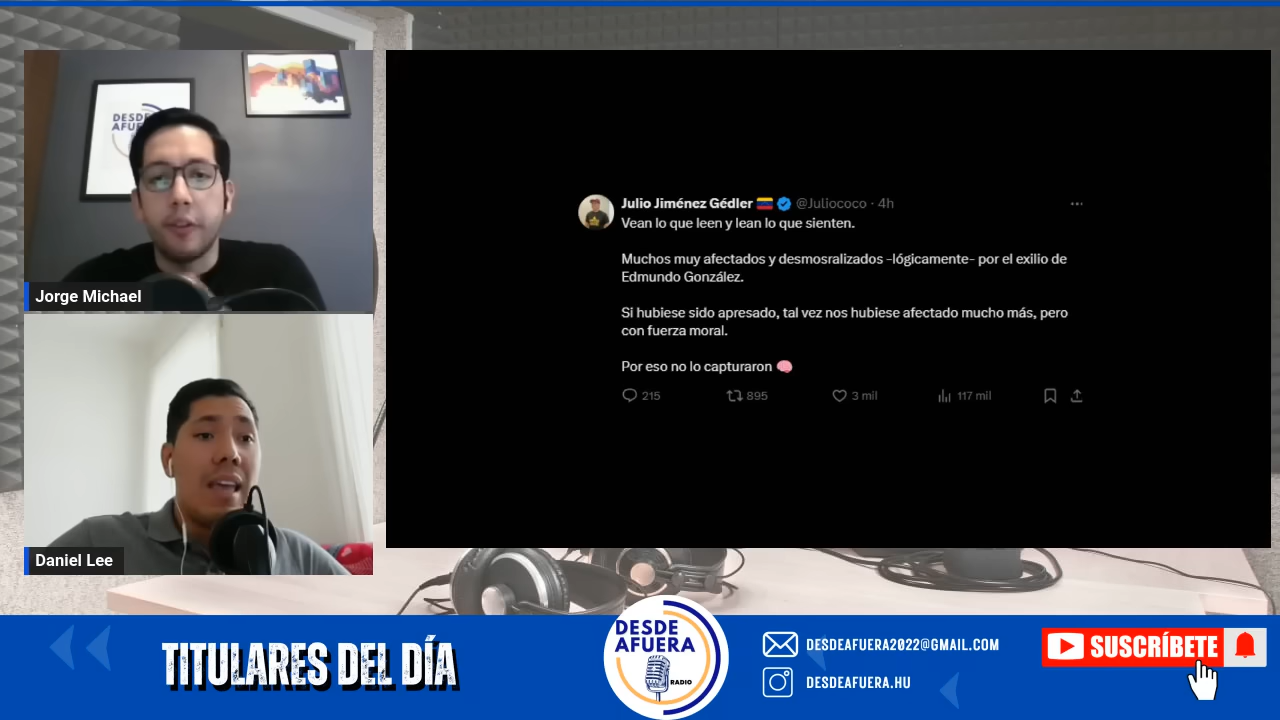 DESDE
AFUE
Jorge Michael
Daniel Lee
Julio Jiménez Gédler @Juliococo · 4h
Vean lo que leen y lean lo que sienten.
Muchos muy afectados y desmosralizados -lógicamente- por el exilio de
Edmundo González.
Si hubiese sido apresado, tal vez nos hubiese afectado mucho más, pero
con fuerza moral.
Por eso no lo capturaron
215 895 3 mil 117 mil
TITULARES DEL DÍA
DESDE
AFUERA
RADIO
DESDEAFUERA2022@GMAIL.COM
DESDEAFUERA.HU
SUSCRÍBETE